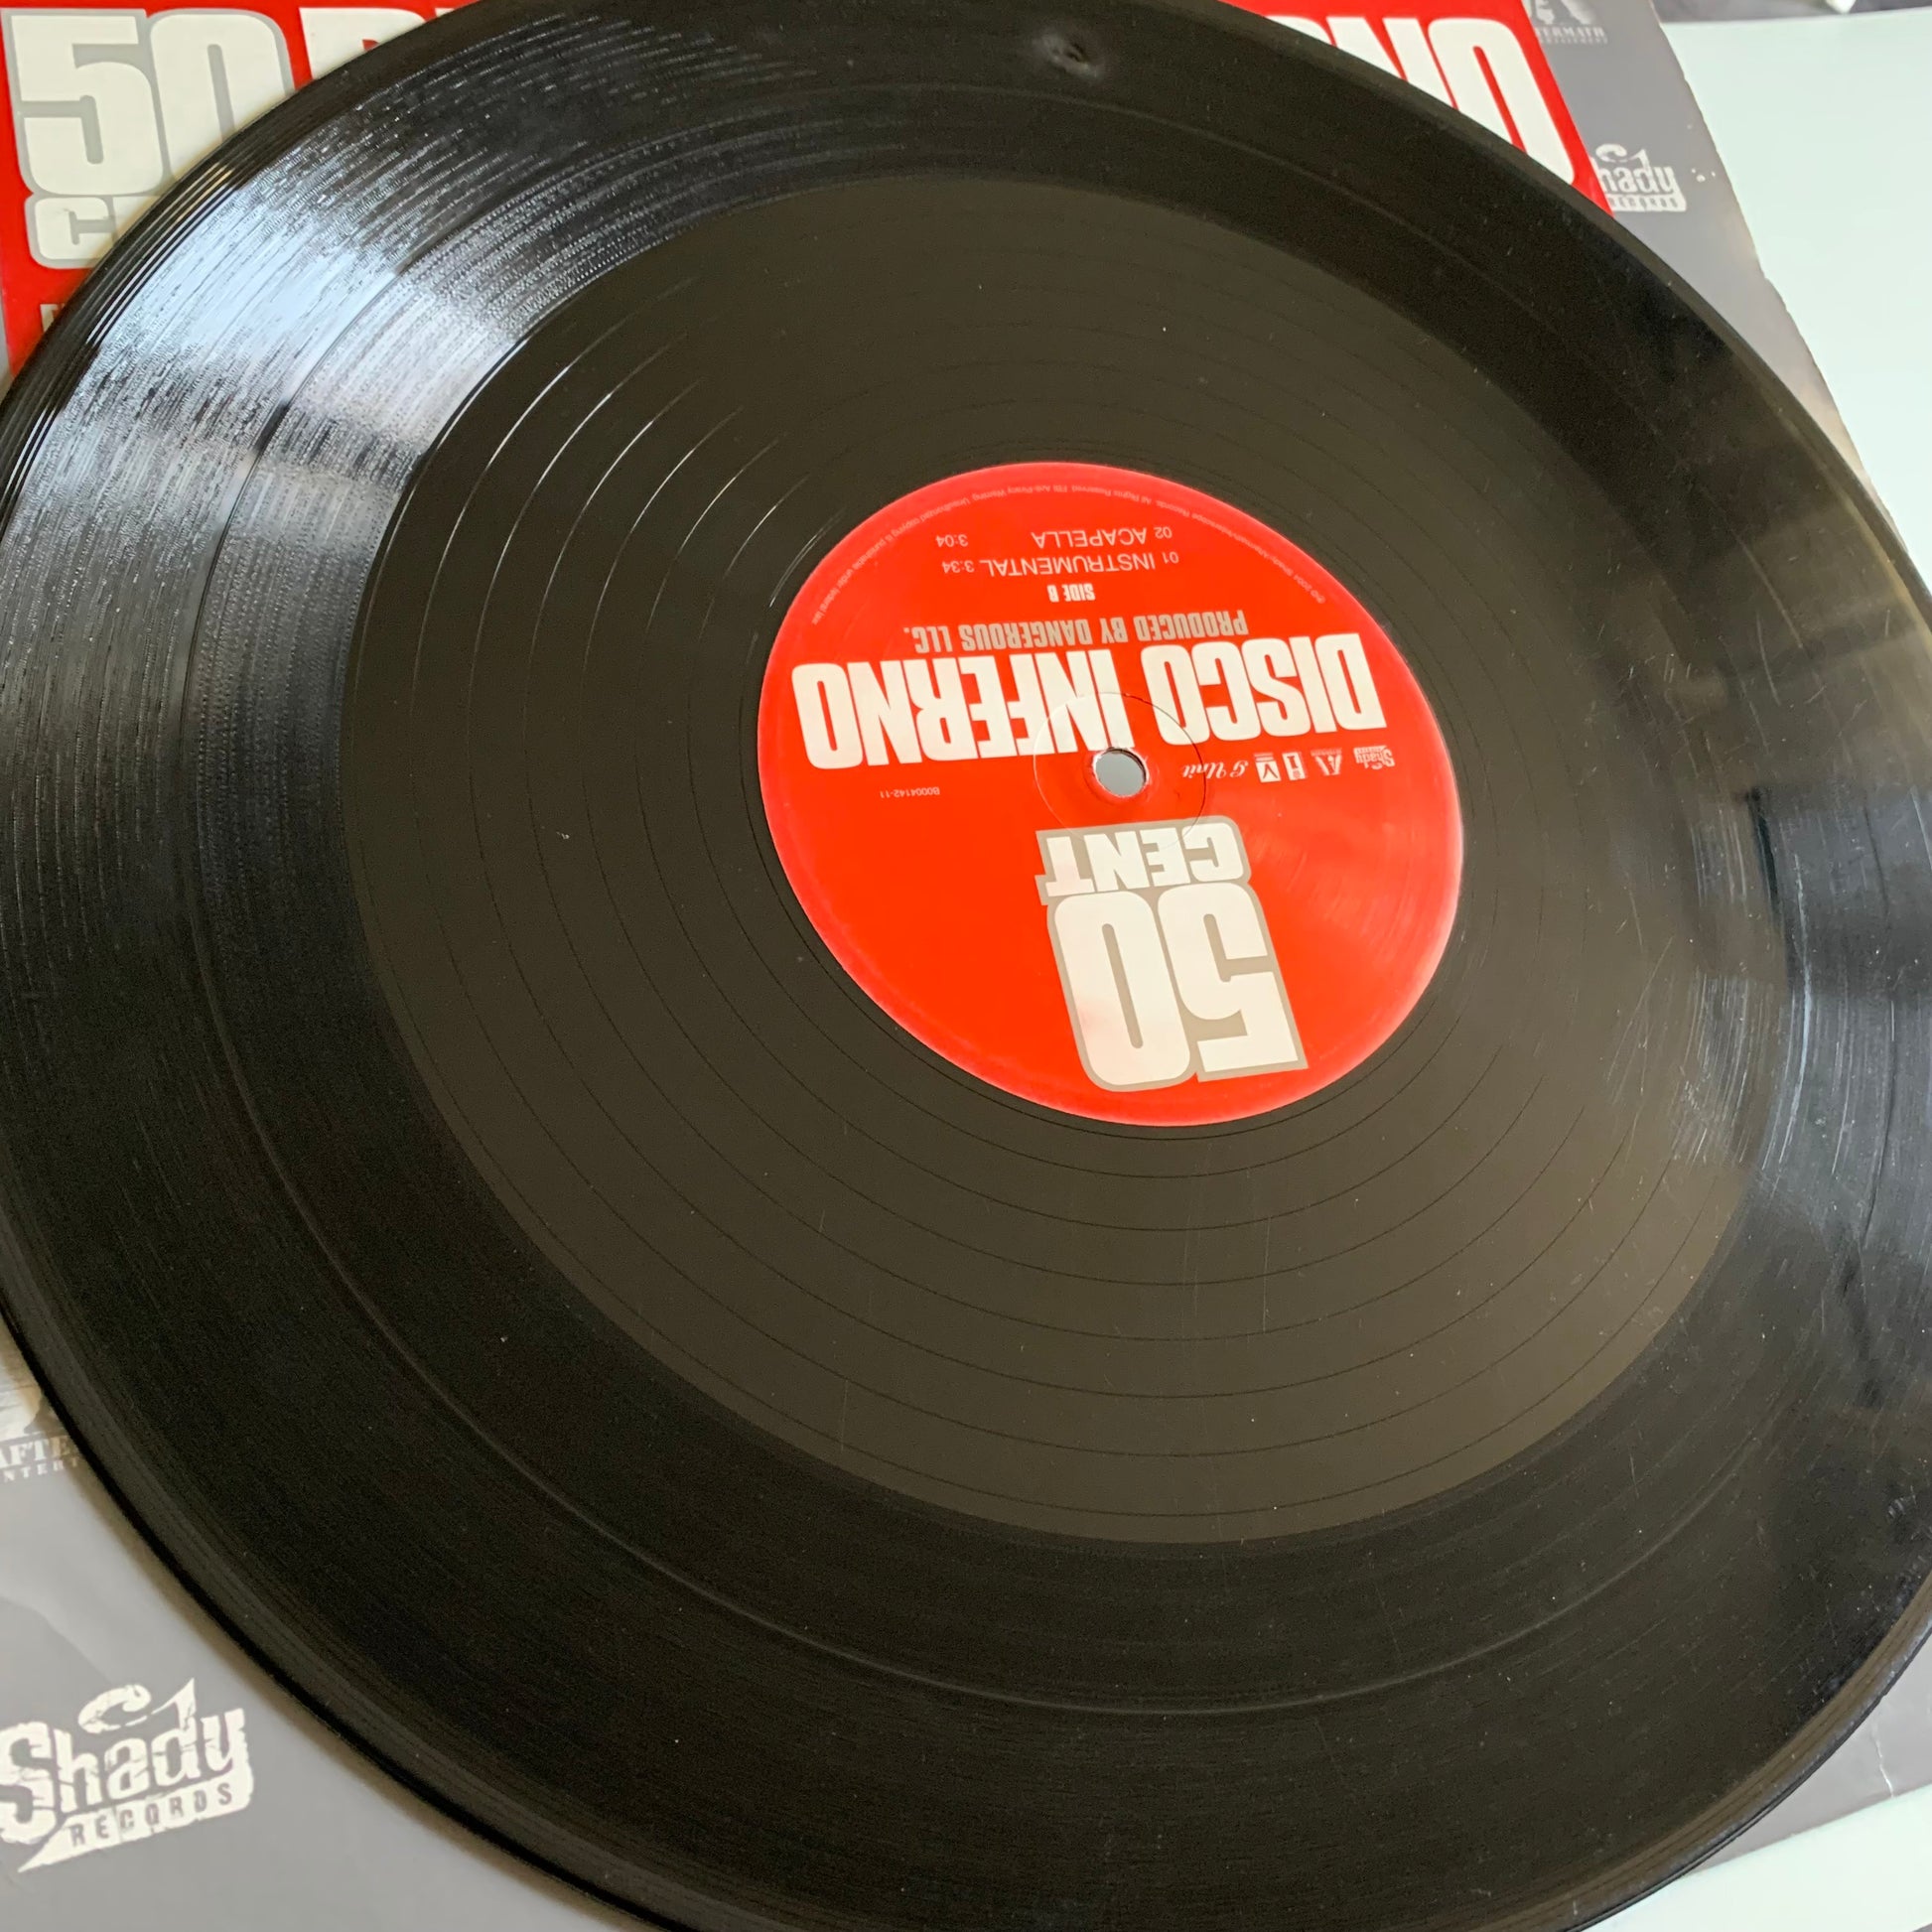 50
CENT
Shady
DISCO INFERNO
PRODUCED BY DANGEROUS LLC.
SIDE B
01 INSTRUMENTAL 3:34
02 ACAPELLA 3:04
B0004142-11
G Unit
Shady
RECORDS